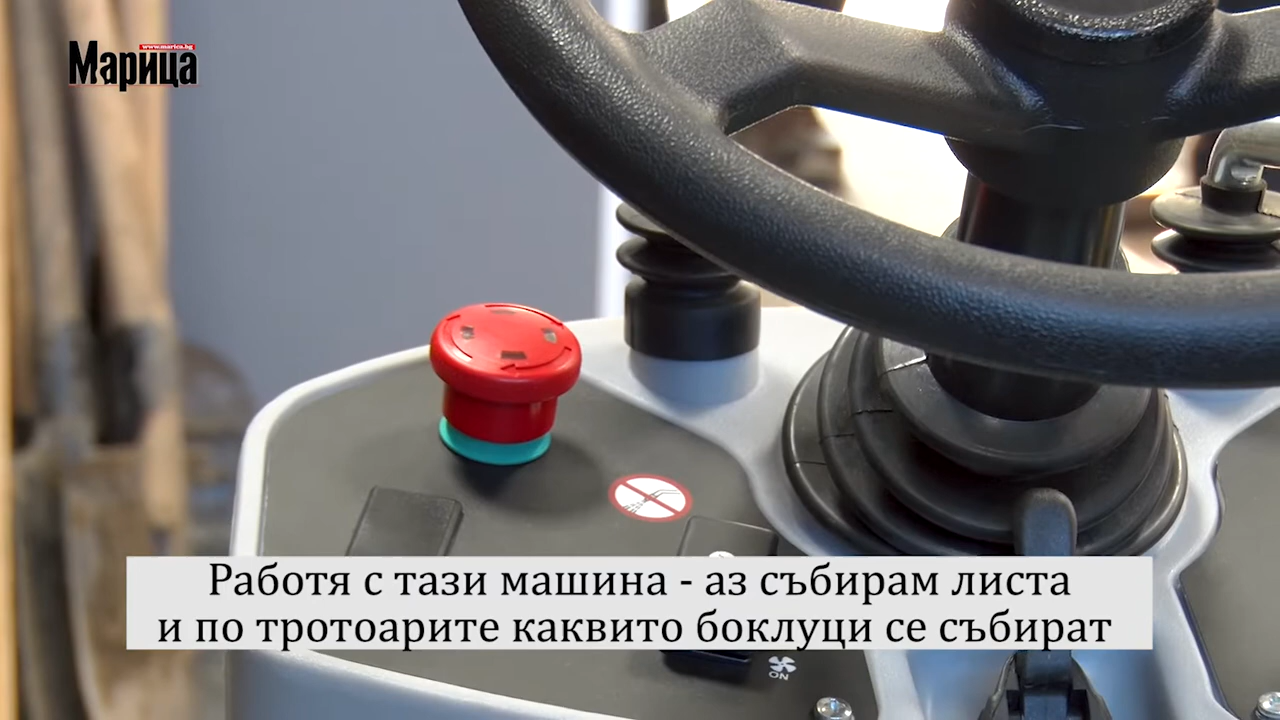 www.marica.bg
Марица
Работя с тази машина - аз събирам листа
и по тротоарите каквито боклуци се събират
ON